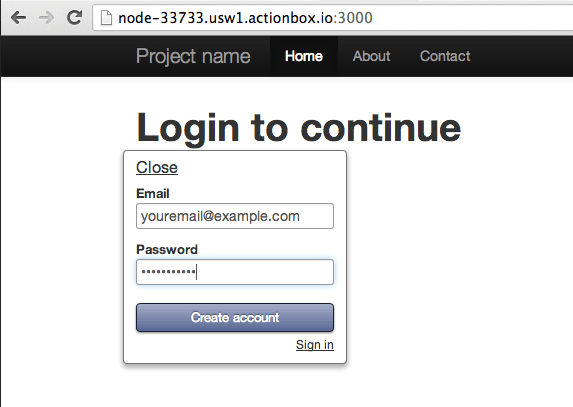 node-33733.usw1.actionbox.io:3000
Project name Home About Contact
Login to continue
Close
Email
youremail@example.com
Password
•••••••••••
Create account
Sign in